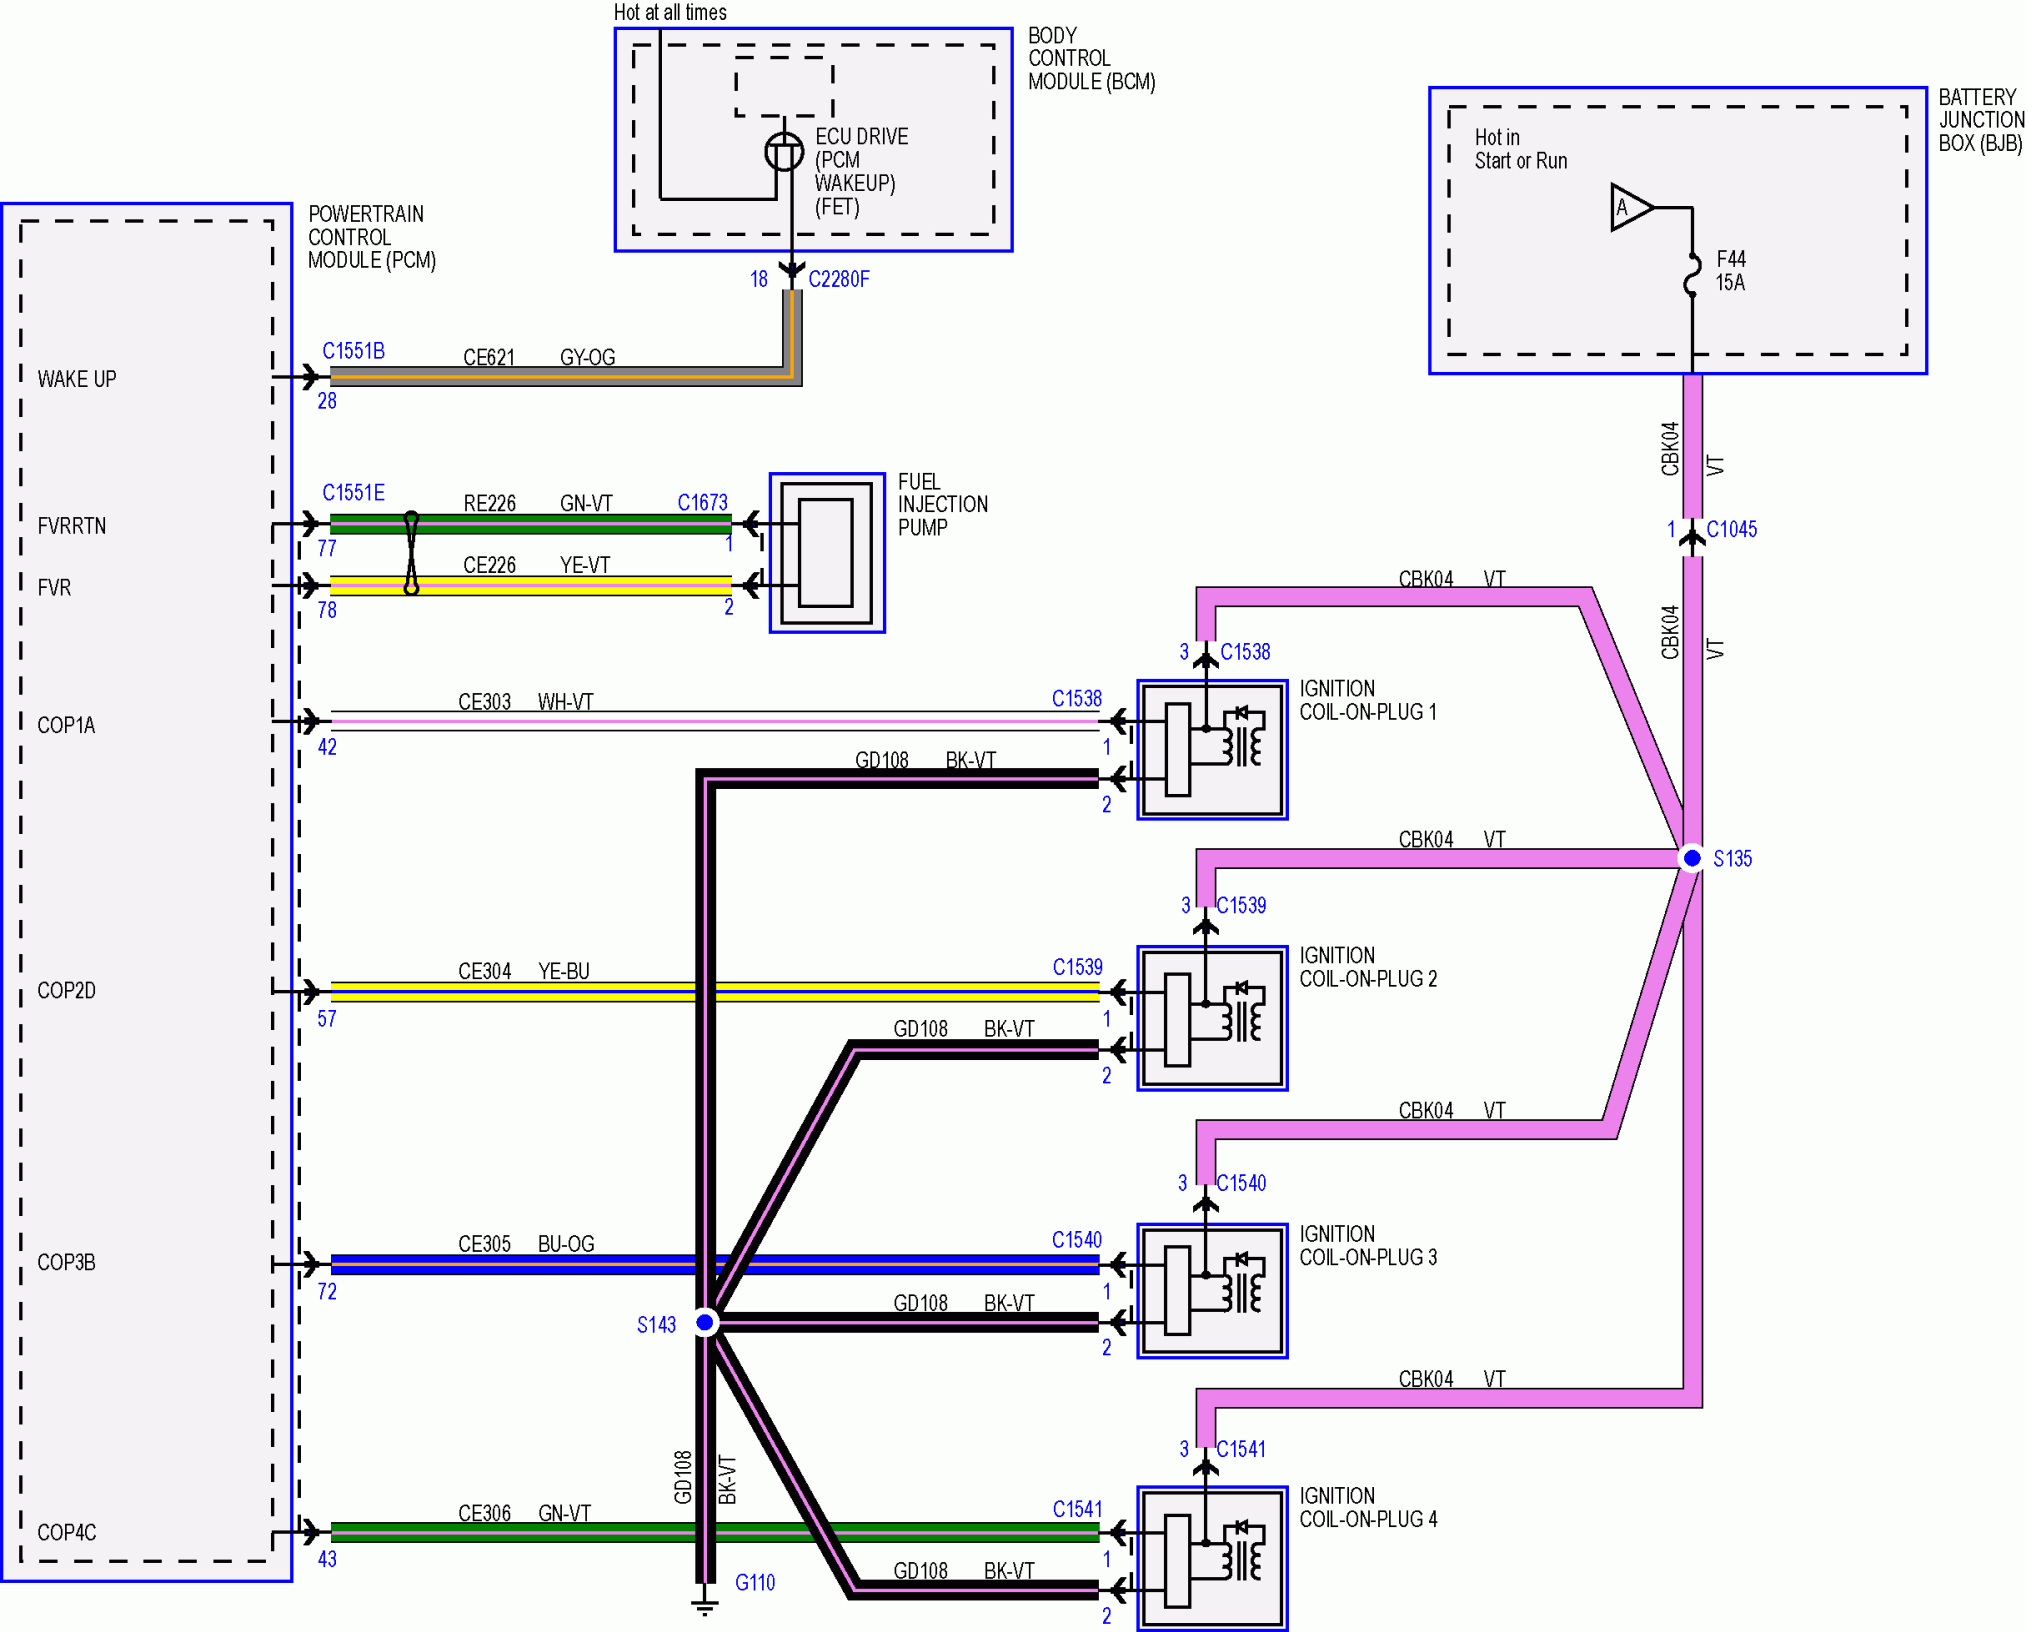 Hot at all times
BODY
CONTROL
MODULE (BCM)
ECU DRIVE
(PCM
WAKEUP)
(FET)
18 C2280F
BATTERY
JUNCTION
BOX (BJB)
Hot in
Start or Run
A
F44
15A
POWERTRAIN
CONTROL
MODULE (PCM)
C1551B
WAKE UP
28
CE621 GY-OG
CBK04
VT
C1551E
FVRRTN
77
RE226 GN-VT
C1673
1
FVR
78
CE226 YE-VT
2
FUEL
INJECTION
PUMP
1 C1045
CBK04 VT
CBK04
VT
3 C1538
COP1A
42
CE303 WH-VT
C1538
1
IGNITION
COIL-ON-PLUG 1
GD108 BK-VT
2
CBK04 VT
S135
3 C1539
COP2D
57
CE304 YE-BU
C1539
1
IGNITION
COIL-ON-PLUG 2
GD108 BK-VT
2
CBK04 VT
3 C1540
COP3B
72
CE305 BU-OG
C1540
1
IGNITION
COIL-ON-PLUG 3
S143
GD108 BK-VT
2
CBK04 VT
3 C1541
GD108
BK-VT
COP4C
43
CE306 GN-VT
C1541
1
IGNITION
COIL-ON-PLUG 4
G110
GD108 BK-VT
2